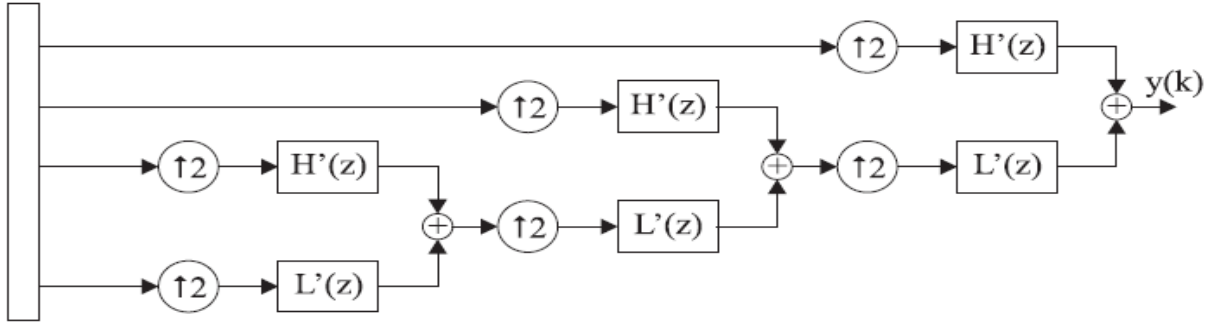 ↑2 H'(z)
y(k)
↑2 H'(z)
+
↑2 H'(z) + ↑2 L'(z)
+ ↑2 L'(z)
↑2 L'(z)